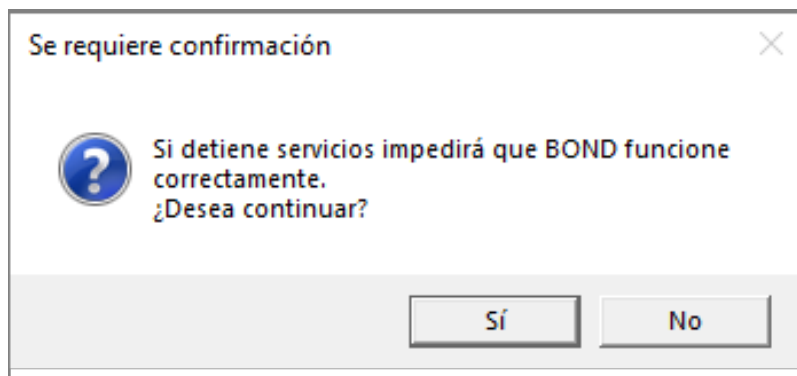 Se requiere confirmación
Si detiene servicios impedirá que BOND funcione
correctamente.
¿Desea continuar?
Sí
No